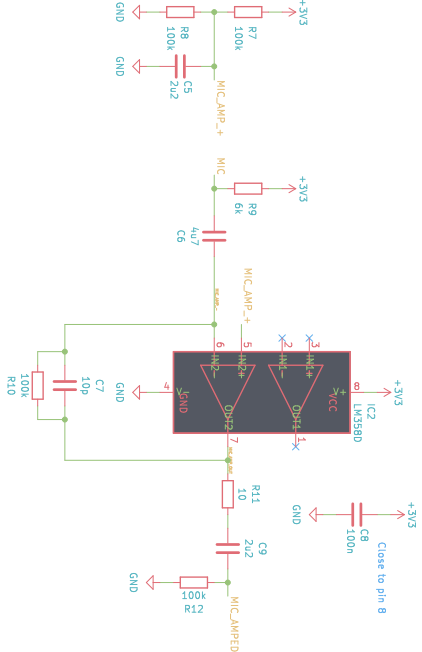 +3V3
R7
100k
R8
100k
GND
C5
2u2
GND
MIC_AMP_+
MIC
+3V3
R9
6k
4u7
C6
MIC_AMP_+
6
5
2
3
IN2-
IN2+
IN1-
IN1+
8
V+
VCC
+3V3
IC2
LM358D
4
V-
GND
GND
OUT2
OUT1
7
1
C7
10p
R10
100k
R11
10
C9
2u2
+3V3
C8
100n
GND
Close to pin 8
GND
100k
R12
MIC_AMPED